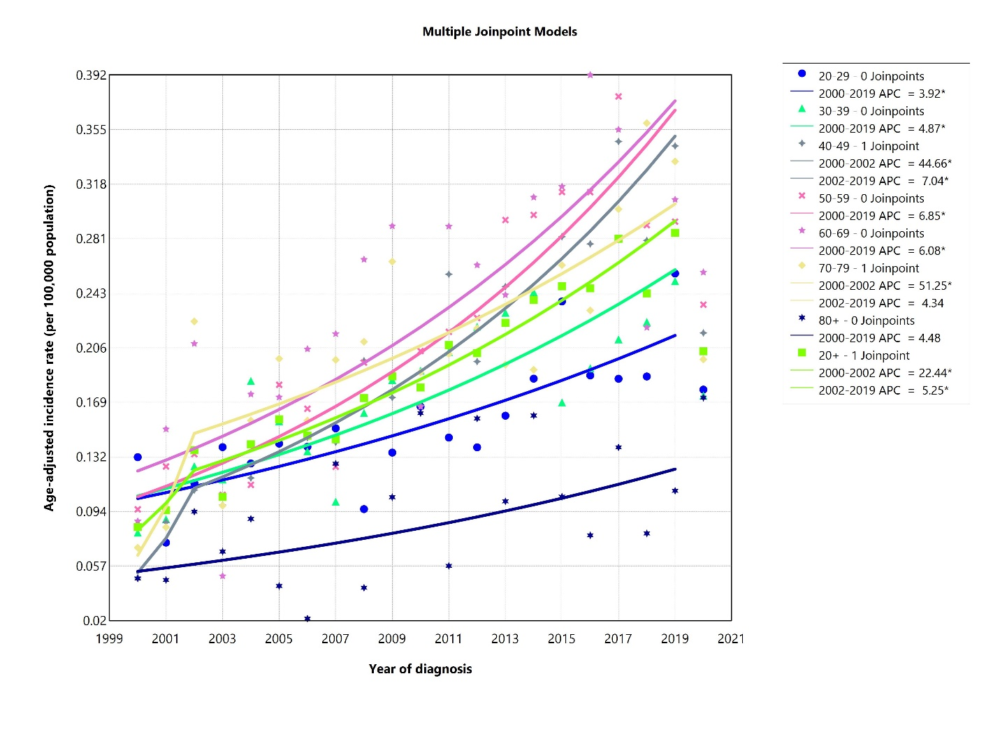 Multiple Joinpoint Models
0.392
0.355
0.318
0.281
0.243
0.206
0.169
0.132
0.094
0.057
0.02
Age-adjusted incidence rate (per 100,000 population)
1999 2001 2003 2005 2007 2009 2011 2013 2015 2017 2019 2021
Year of diagnosis
20-29 - 0 Joinpoints
2000-2019 APC = 3.92*
30-39 - 0 Joinpoints
2000-2019 APC = 4.87*
40-49 - 1 Joinpoint
2000-2002 APC = 44.66*
2002-2019 APC = 7.04*
50-59 - 0 Joinpoints
2000-2019 APC = 6.85*
60-69 - 0 Joinpoints
2000-2019 APC = 6.08*
70-79 - 1 Joinpoint
2000-2002 APC = 51.25*
2002-2019 APC = 4.34
80+ - 0 Joinpoints
2000-2019 APC = 4.48
20+ - 1 Joinpoint
2000-2002 APC = 22.44*
2002-2019 APC = 5.25*